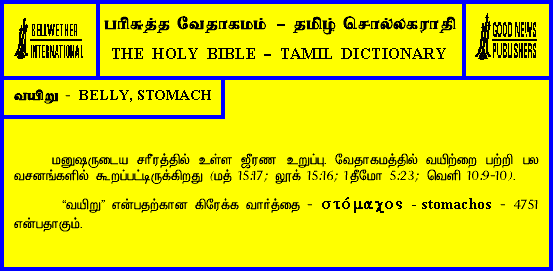 BELLWETHER
INTERNATIONAL
பரிசுத்த வேதாகமம் – தமிழ் சொல்லகராதி
THE HOLY BIBLE – TAMIL DICTIONARY
GOOD NEWS
PUBLISHERS
வயிறு - BELLY, STOMACH
மனுஷருடைய சரீரத்தில் உள்ள ஜீரண உறுப்பு. வேதாகமத்தில் வயிற்றை பற்றி பல
வசனங்களில் கூறப்பட்டிருக்கிறது (மத் 15:17; லூக் 15:16; 1தீமோ 5:23; வெளி 10:9-10).
“வயிறு” என்பதற்கான கிரேக்க வார்த்தை - στόμαχος - stomachos - 4751
என்பதாகும்.